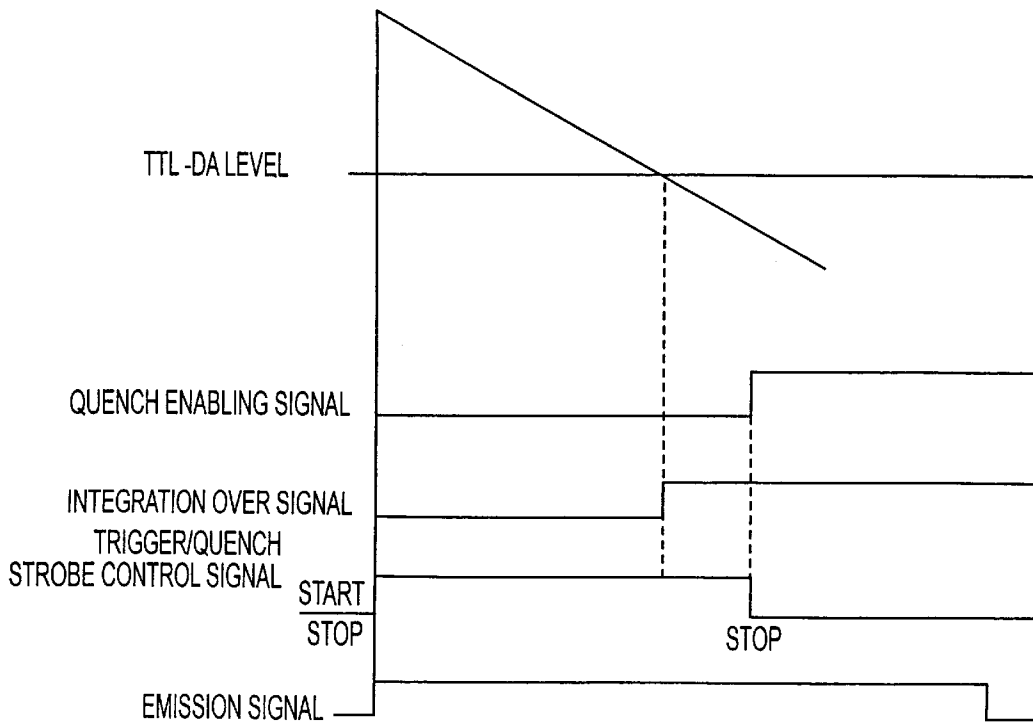 TTL -DA LEVEL
QUENCH ENABLING SIGNAL
INTEGRATION OVER SIGNAL
TRIGGER/QUENCH
STROBE CONTROL SIGNAL
START
STOP
STOP
EMISSION SIGNAL